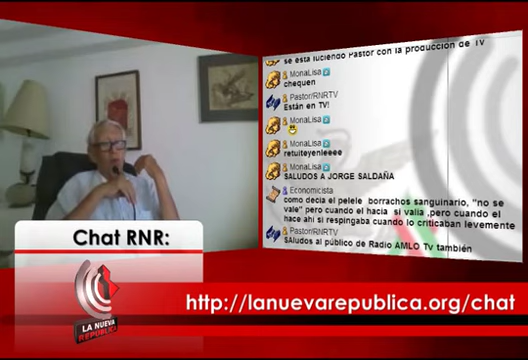 se esta luciendo Pastor con la producción de TV
MonaLisa
chequen
Pastor/RNRTV
Están en TV!
MonaLisa
MonaLisa
retuiteyenleeee
MonaLisa
SALUDOS A JORGE SALDAÑA
Economicista
como decia el pelele borrachos sanguinario, "no se
vale" pero cuando el hacia si valia ,pero cuando el
hace ahi si respingaba cuando lo criticaban levemente
Pastor/RNRTV
SAludos al público de Radio AMLO Tv también
Chat RNR:
LA NUEVA
REPUBLICA
http://lanuevarepublica.org/chat